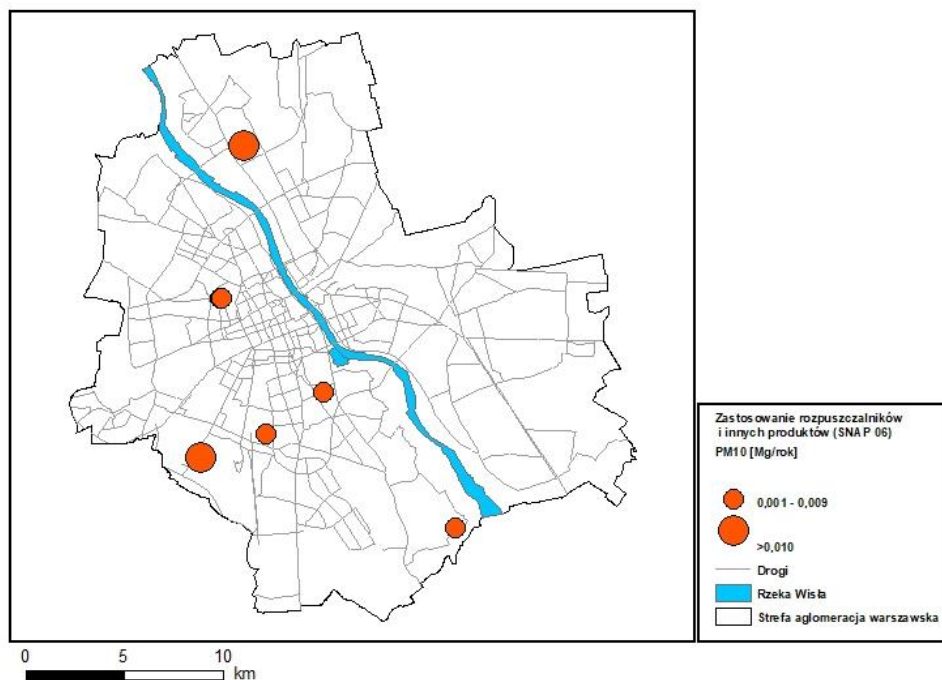 Zastosowanie rozpuszczalników
i innych produktów (SNAP 06)
PM10 [Mg/rok]
0,001 - 0,009
>0,010
Drogi
Rzeka Wisła
Strefa aglomeracja warszawska
0 5 10
km